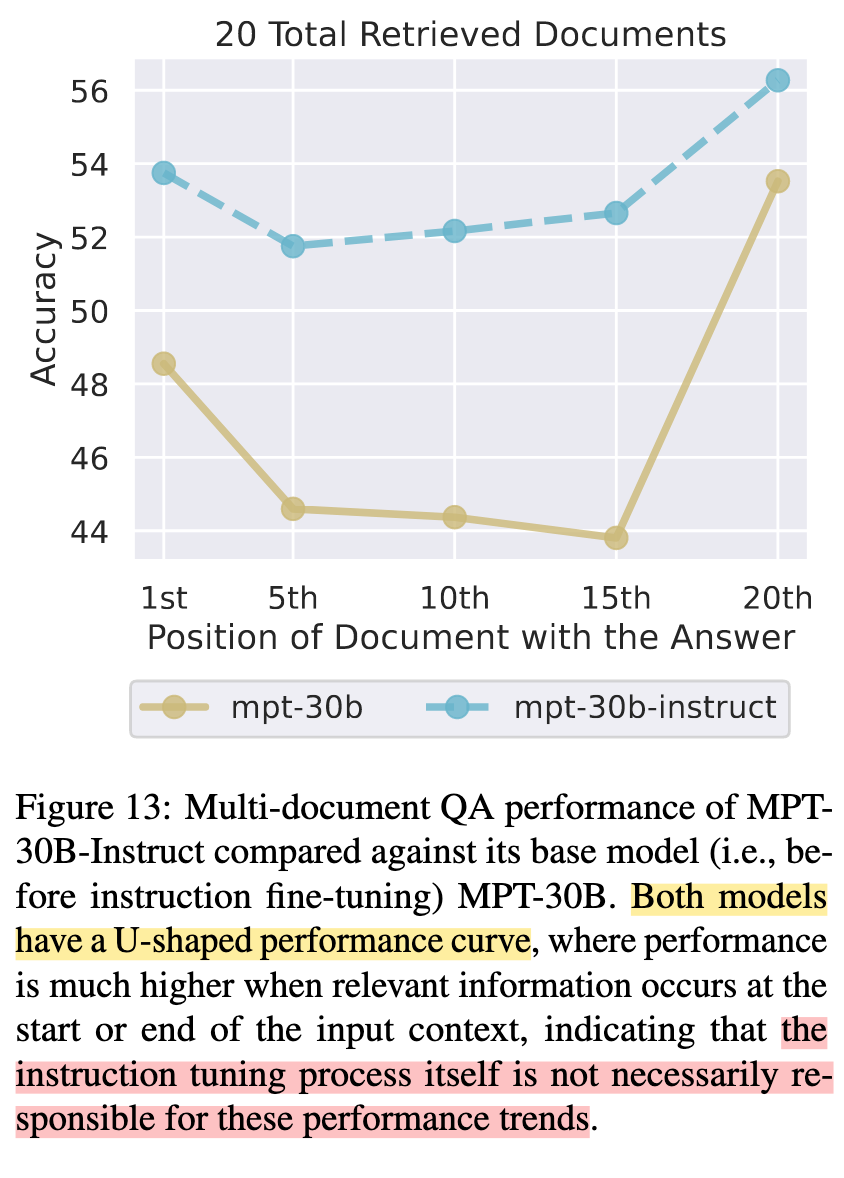 20 Total Retrieved Documents
56
54
52
50
48
46
44
Accuracy
1st 5th 10th 15th 20th
Position of Document with the Answer
mpt-30b mpt-30b-instruct
Figure 13: Multi-document QA performance of MPT-
30B-Instruct compared against its base model (i.e., be-
fore instruction fine-tuning) MPT-30B. Both models
have a U-shaped performance curve, where performance
is much higher when relevant information occurs at the
start or end of the input context, indicating that the
instruction tuning process itself is not necessarily re-
sponsible for these performance trends.